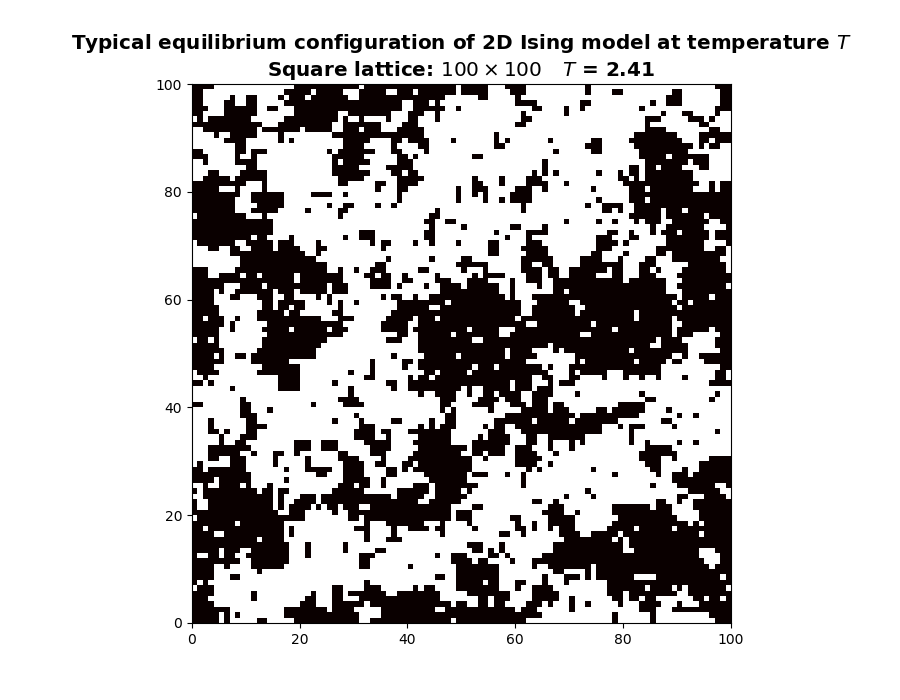 Typical equilibrium configuration of 2D Ising model at temperature T
Square lattice: 100 × 100 T = 2.41
100
80
60
40
20
0
0 20 40 60 80 100